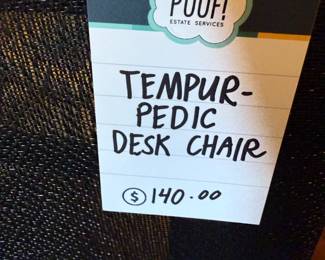 POOF!
ESTATE SERVICES
TEMPUR-
PEDIC
DESK CHAIR
$ 140.00